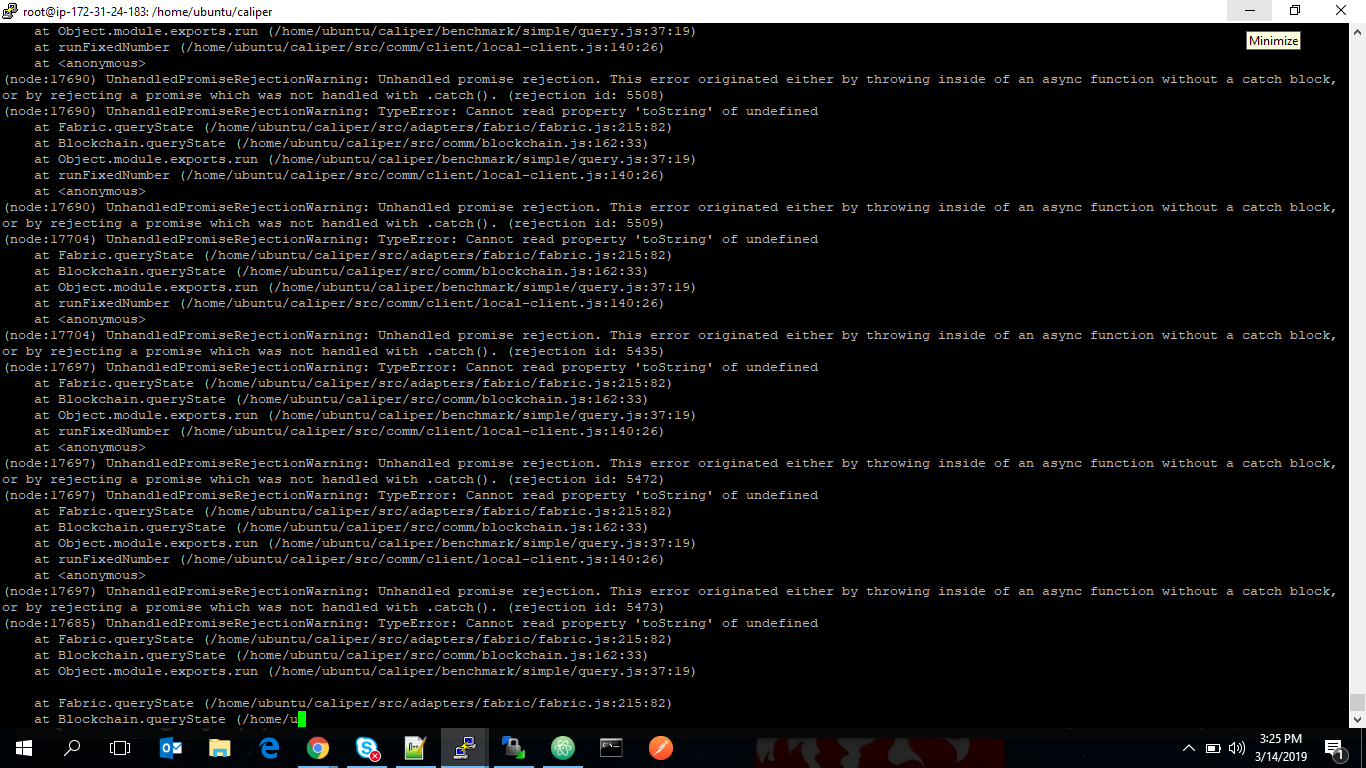 root@ip-172-31-24-183: /home/ubuntu/caliper
at Object.module.exports.run (/home/ubuntu/caliper/benchmark/simple/query.js:37:19)
at runFixedNumber (/home/ubuntu/caliper/src/comm/client/local-client.js:140:26)
Minimize
at <anonymous>
(node:17690) UnhandledPromiseRejectionWarning: Unhandled promise rejection. This error originated either by throwing inside of an async function without a catch block,
or by rejecting a promise which was not handled with .catch(). (rejection id: 5508)
(node:17690) UnhandledPromiseRejectionWarning: TypeError: Cannot read property 'toString' of undefined
at Fabric.queryState (/home/ubuntu/caliper/src/adapters/fabric/fabric.js:215:82)
at Blockchain.queryState (/home/ubuntu/caliper/src/comm/blockchain.js:162:33)
at Object.module.exports.run (/home/ubuntu/caliper/benchmark/simple/query.js:37:19)
at runFixedNumber (/home/ubuntu/caliper/src/comm/client/local-client.js:140:26)
at <anonymous>
(node:17690) UnhandledPromiseRejectionWarning: Unhandled promise rejection. This error originated either by throwing inside of an async function without a catch block,
or by rejecting a promise which was not handled with .catch(). (rejection id: 5509)
(node:17704) UnhandledPromiseRejectionWarning: TypeError: Cannot read property 'toString' of undefined
at Fabric.queryState (/home/ubuntu/caliper/src/adapters/fabric/fabric.js:215:82)
at Blockchain.queryState (/home/ubuntu/caliper/src/comm/blockchain.js:162:33)
at Object.module.exports.run (/home/ubuntu/caliper/benchmark/simple/query.js:37:19)
at runFixedNumber (/home/ubuntu/caliper/src/comm/client/local-client.js:140:26)
at <anonymous>
(node:17704) UnhandledPromiseRejectionWarning: Unhandled promise rejection. This error originated either by throwing inside of an async function without a catch block,
or by rejecting a promise which was not handled with .catch(). (rejection id: 5435)
(node:17697) UnhandledPromiseRejectionWarning: TypeError: Cannot read property 'toString' of undefined
at Fabric.queryState (/home/ubuntu/caliper/src/adapters/fabric/fabric.js:215:82)
at Blockchain.queryState (/home/ubuntu/caliper/src/comm/blockchain.js:162:33)
at Object.module.exports.run (/home/ubuntu/caliper/benchmark/simple/query.js:37:19)
at runFixedNumber (/home/ubuntu/caliper/src/comm/client/local-client.js:140:26)
at <anonymous>
(node:17697) UnhandledPromiseRejectionWarning: Unhandled promise rejection. This error originated either by throwing inside of an async function without a catch block,
or by rejecting a promise which was not handled with .catch(). (rejection id: 5472)
(node:17697) UnhandledPromiseRejectionWarning: TypeError: Cannot read property 'toString' of undefined
at Fabric.queryState (/home/ubuntu/caliper/src/adapters/fabric/fabric.js:215:82)
at Blockchain.queryState (/home/ubuntu/caliper/src/comm/blockchain.js:162:33)
at Object.module.exports.run (/home/ubuntu/caliper/benchmark/simple/query.js:37:19)
at runFixedNumber (/home/ubuntu/caliper/src/comm/client/local-client.js:140:26)
at <anonymous>
(node:17697) UnhandledPromiseRejectionWarning: Unhandled promise rejection. This error originated either by throwing inside of an async function without a catch block,
or by rejecting a promise which was not handled with .catch(). (rejection id: 5473)
(node:17685) UnhandledPromiseRejectionWarning: TypeError: Cannot read property 'toString' of undefined
at Fabric.queryState (/home/ubuntu/caliper/src/adapters/fabric/fabric.js:215:82)
at Blockchain.queryState (/home/ubuntu/caliper/src/comm/blockchain.js:162:33)
at Object.module.exports.run (/home/ubuntu/caliper/benchmark/simple/query.js:37:19)
at Fabric.queryState (/home/ubuntu/caliper/src/adapters/fabric/fabric.js:215:82)
at Blockchain.queryState (/home/u
3:25 PM
3/14/2019
1